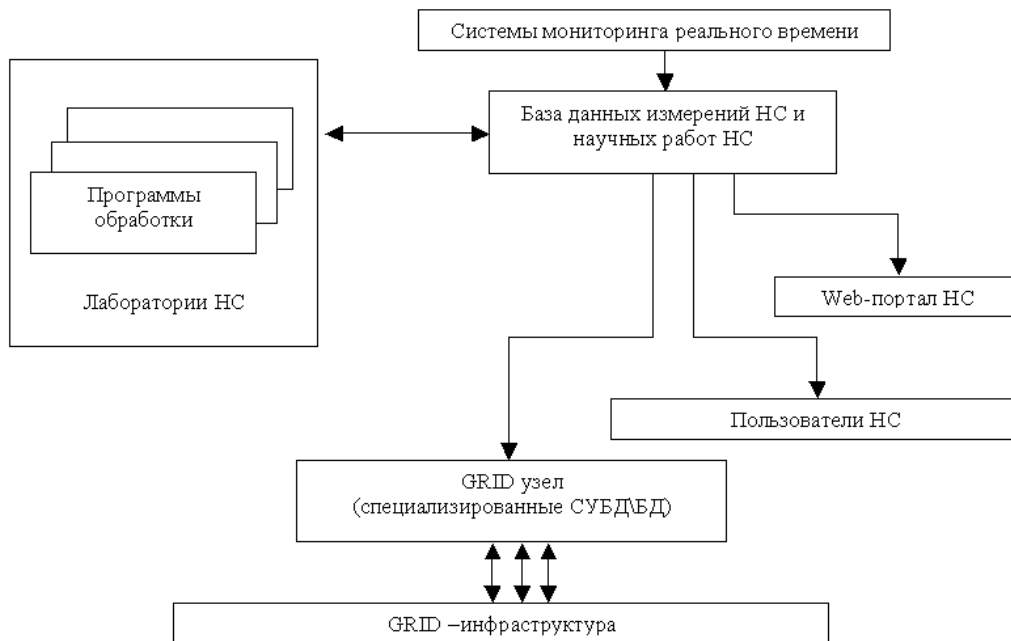 Системы мониторинга реального времени
База данных измерений НС и
научных работ НС
Программы
обработки
Лаборатории НС
Web-портал НС
Пользователи НС
GRID узел
(специализированные СУБД\БД)
GRID –инфраструктура